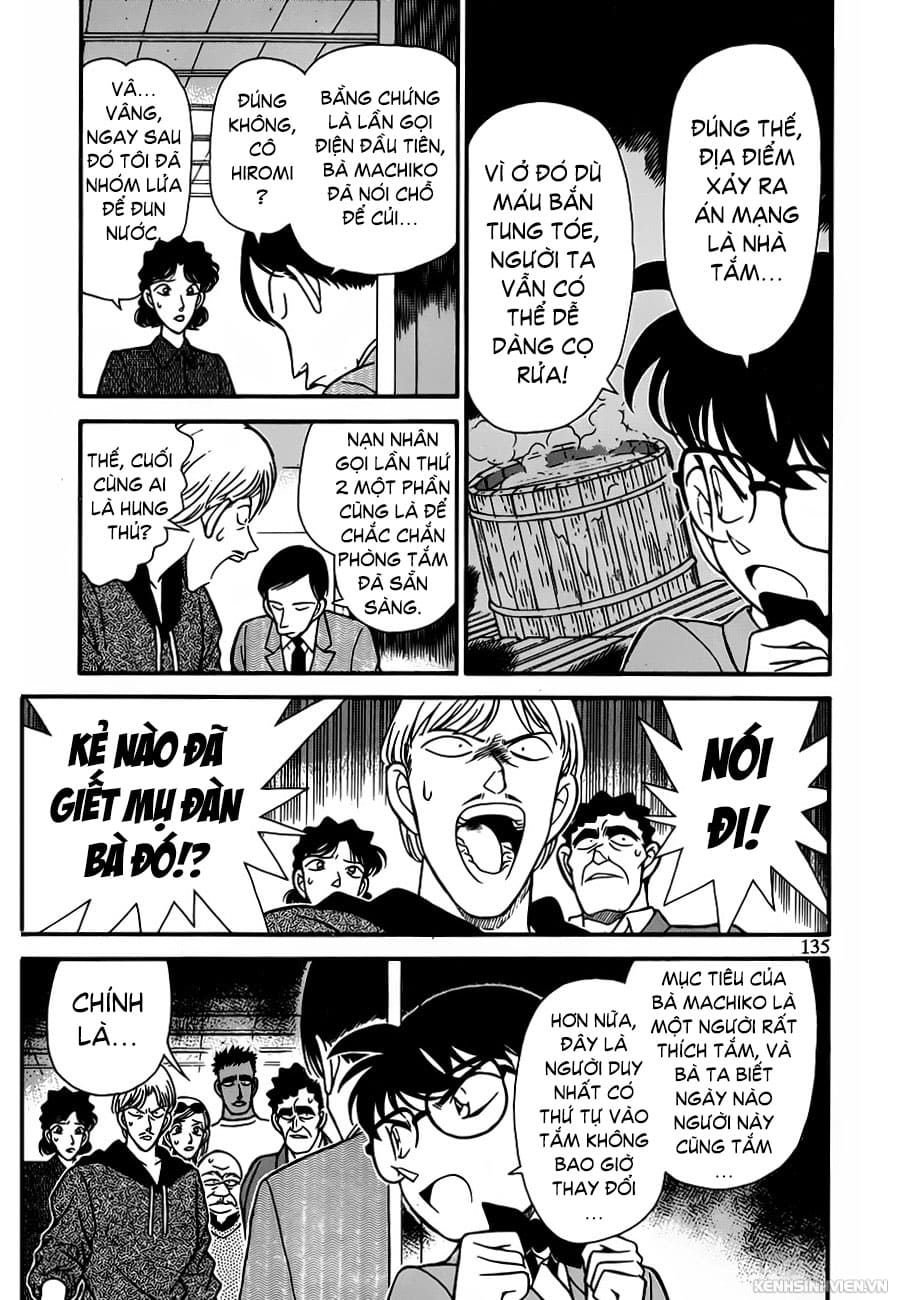 ĐÚNG THẾ,
ĐỊA ĐIỂM
XẢY RA
ÁN MẠNG
LÀ NHÀ
TẮM...
VÌ Ở ĐÓ DÙ
MÁU BẮN
TUNG TÓE,
NGƯỜI TA
VẪN CÓ
THỂ DỄ
DÀNG CỌ
RỬA!
BẰNG CHỨNG
LÀ LẦN GỌI
ĐIỆN ĐẦU TIÊN,
BÀ MACHIKO
ĐÃ NÓI CHỖ
ĐỂ CỦI...
ĐÚNG
KHÔNG,
CÔ
HIROMI
?
VÂ...
VÂNG,
NGAY SAU
ĐÓ TÔI ĐÃ
NHÓM LỬA
ĐỂ ĐUN
NƯỚC.
NẠN NHÂN
GỌI LẦN THỨ
2 MỘT PHẦN
CŨNG LÀ ĐỂ
CHẮC CHẮN
PHÒNG TẮM
ĐÃ SẴN
SÀNG.
THẾ, CUỐI
CÙNG AI
LÀ HUNG
THỦ?
NÓI
ĐI!
KẺ NÀO ĐÃ
GIẾT MỤ ĐÀN
BÀ ĐÓ!?
135
MỤC TIÊU CỦA
BÀ MACHIKO LÀ
MỘT NGƯỜI RẤT
THÍCH TẮM, VÀ
BÀ TA BIẾT
NGÀY NÀO
NGƯỜI NÀY
CŨNG TẮM
...
HƠN NỮA,
ĐÂY LÀ
NGƯỜI DUY
NHẤT CÓ
THỨ TỰ VÀO
TẮM KHÔNG
BAO GIỜ
THAY ĐỔI
...
CHÍNH
LÀ...
KENHSINHVIEN.VN